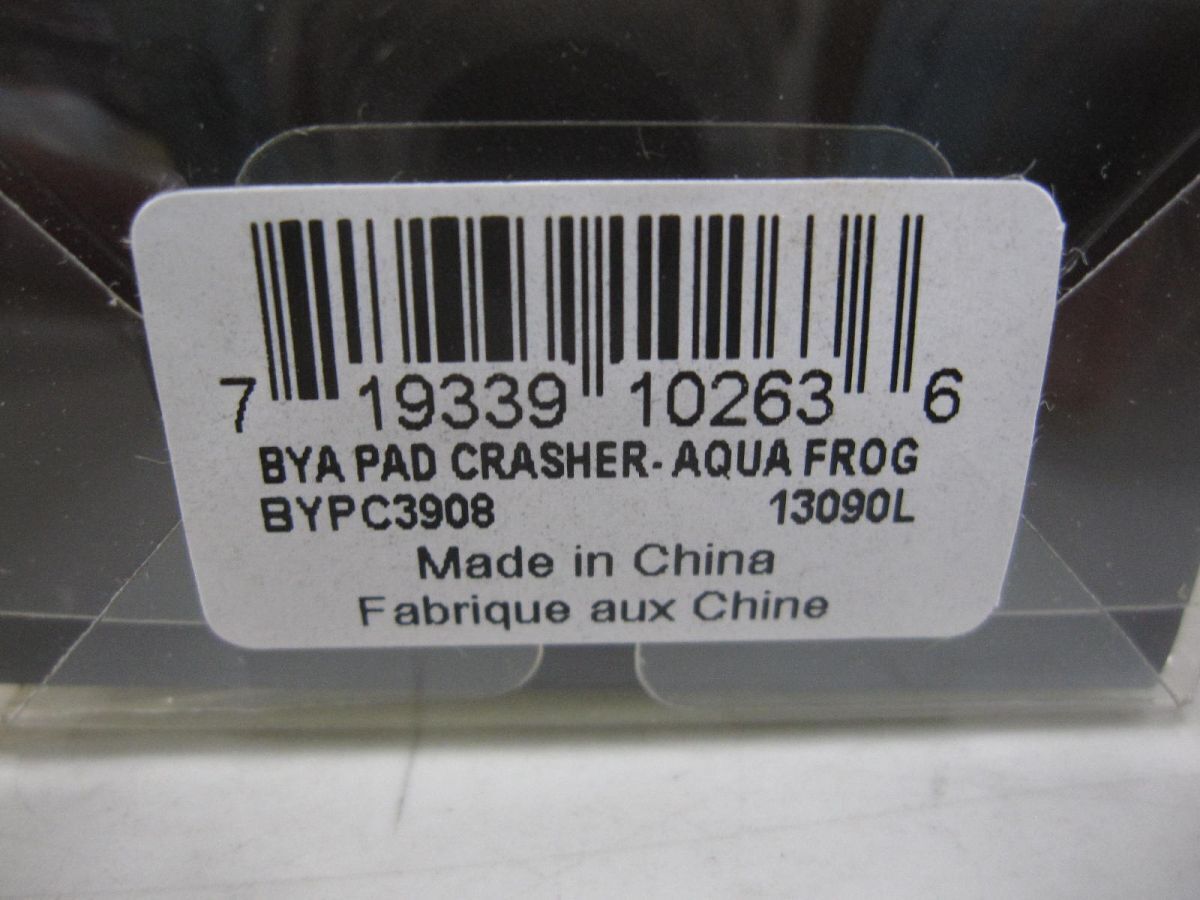 7 19339 10263 6
BYA PAD CRASHER- AQUA FROG
BYPC3908 13090L
Made in China
Fabrique aux Chine